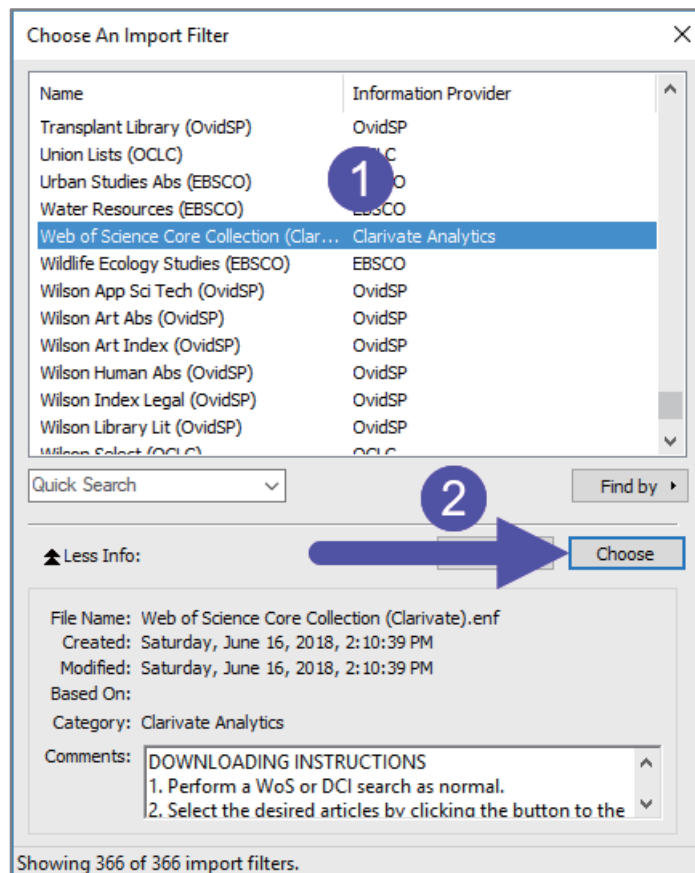 Choose An Import Filter
Name Information Provider
Transplant Library (OvidSP) OvidSP
Union Lists (OCLC)
Urban Studies Abs (EBSCO)
Water Resources (EBSCO) EBSCO
Web of Science Core Collection (Clar... Clarivate Analytics
Wildlife Ecology Studies (EBSCO) EBSCO
Wilson App Sci Tech (OvidSP) OvidSP
Wilson Art Abs (OvidSP) OvidSP
Wilson Art Index (OvidSP) OvidSP
Wilson Human Abs (OvidSP) OvidSP
Wilson Index Legal (OvidSP) OvidSP
Wilson Library Lit (OvidSP) OvidSP
Wilson Select (OCLC) OCLC
1
Quick Search Find by
2
Less Info: Choose
File Name: Web of Science Core Collection (Clarivate).enf
Created: Saturday, June 16, 2018, 2:10:39 PM
Modified: Saturday, June 16, 2018, 2:10:39 PM
Based On:
Category: Clarivate Analytics
Comments: DOWNLOADING INSTRUCTIONS
1. Perform a WoS or DCI search as normal.
2. Select the desired articles by clicking the button to the
Showing 366 of 366 import filters.